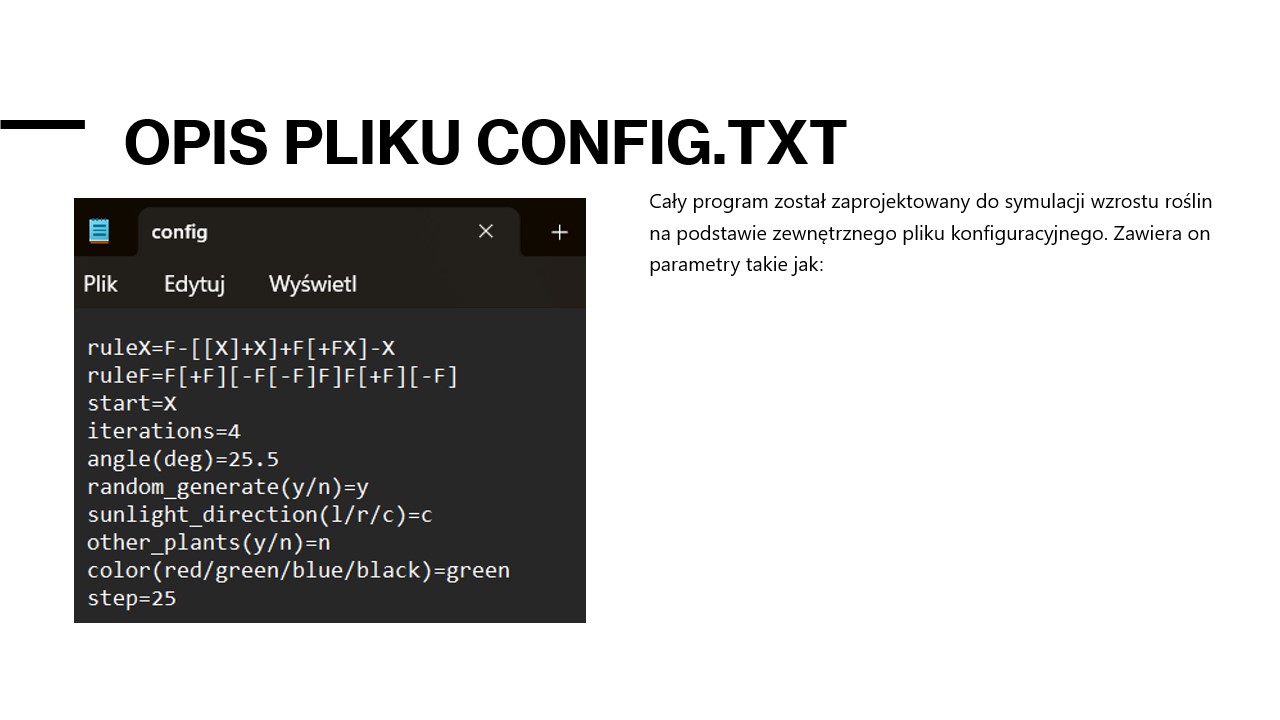 OPIS PLIKU CONFIG.TXT
config
Plik Edytuj Wyświetl
ruleX=F-[[X]+X]+F[+FX]-X
ruleF=F[+F][-F[-F]F]F[+F][-F]
start=X
iterations=4
angle(deg)=25.5
random_generate(y/n)=y
sunlight_direction(l/r/c)=c
other_plants(y/n)=n
color(red/green/blue/black)=green
step=25
Cały program został zaprojektowany do symulacji wzrostu roślin
na podstawie zewnętrznego pliku konfiguracyjnego. Zawiera on
parametry takie jak: